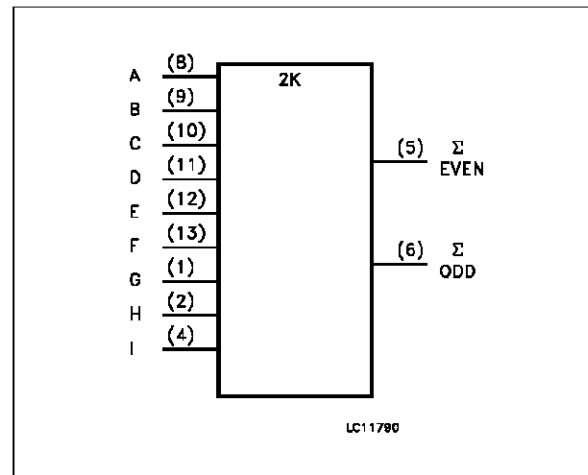 2K
A (8)
B (9)
C (10)
D (11)
E (12)
F (13)
G (1)
H (2)
I (4)
(5) Σ
EVEN
(6) Σ
ODD
LC11790